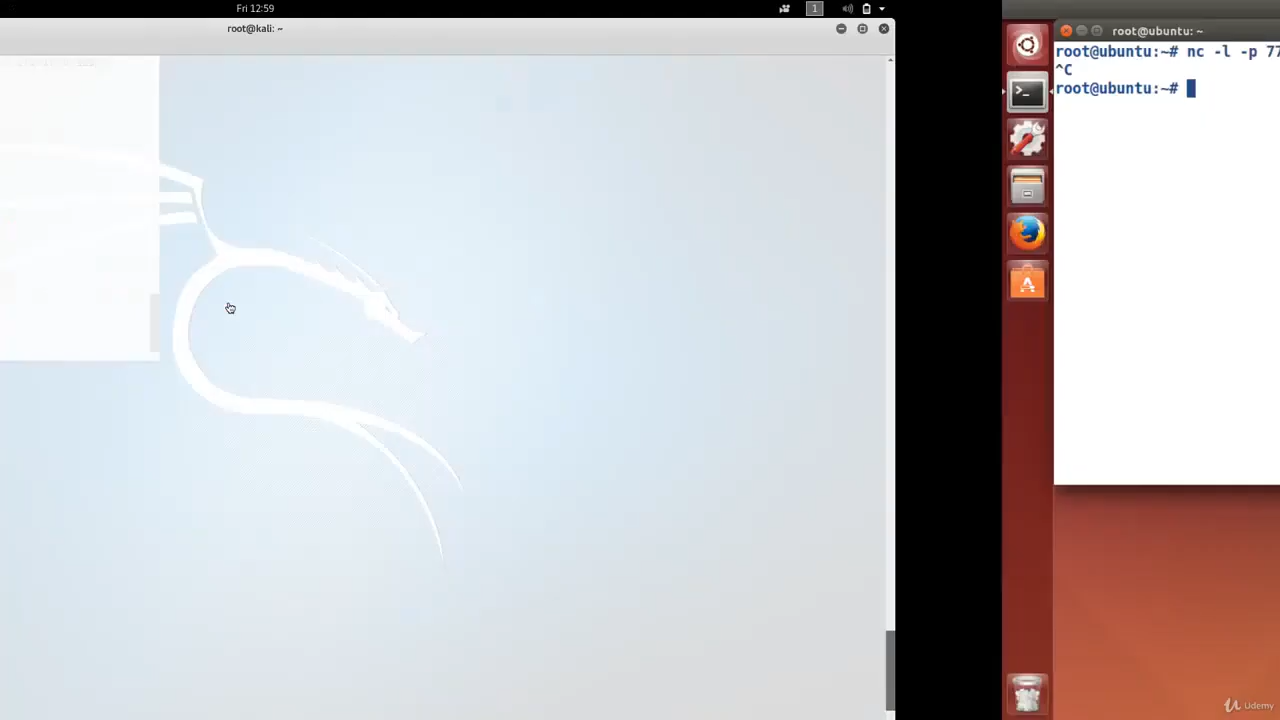 Fri 12:59
1
root@kali: ~
root@ubuntu: ~
root@ubuntu:~# nc -l -p 77
^C
root@ubuntu:~#
Udemy